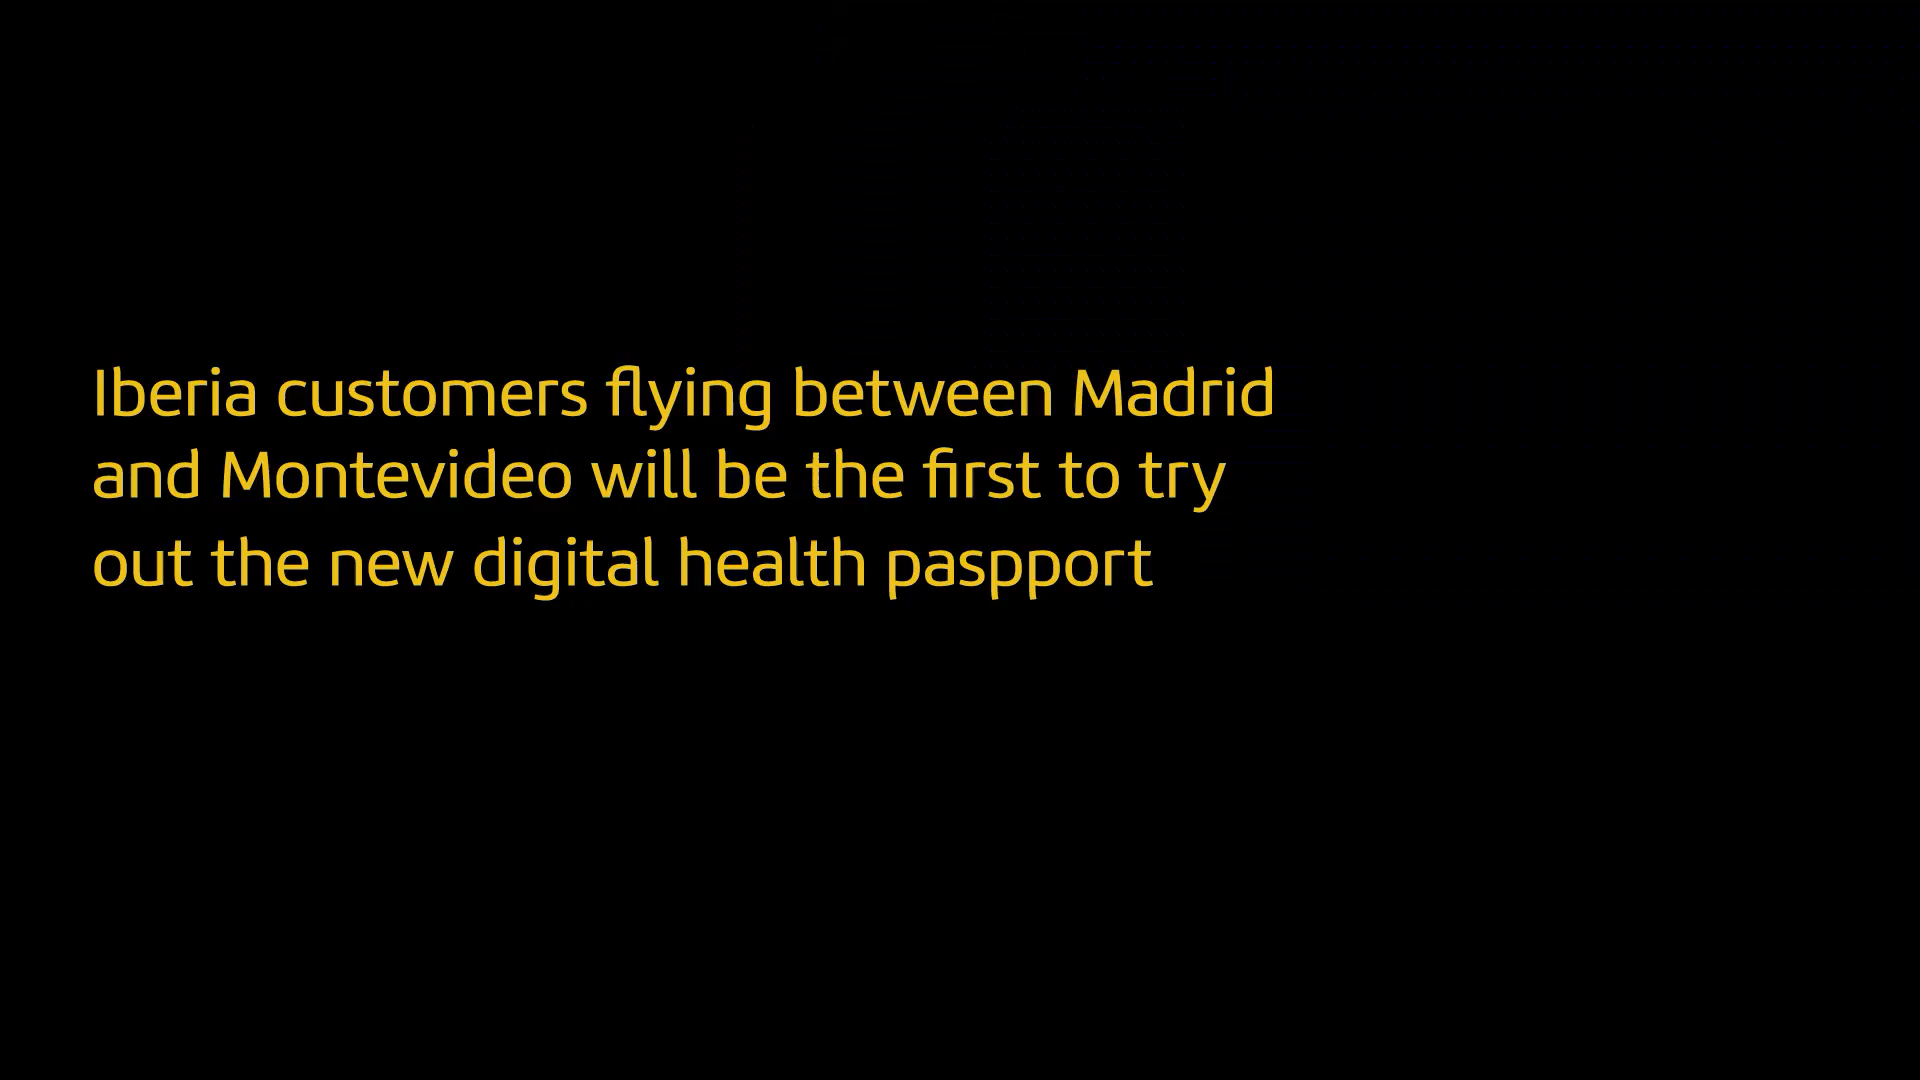 Iberia customers flying between Madrid
and Montevideo will be the first to try
out the new digital health paspport